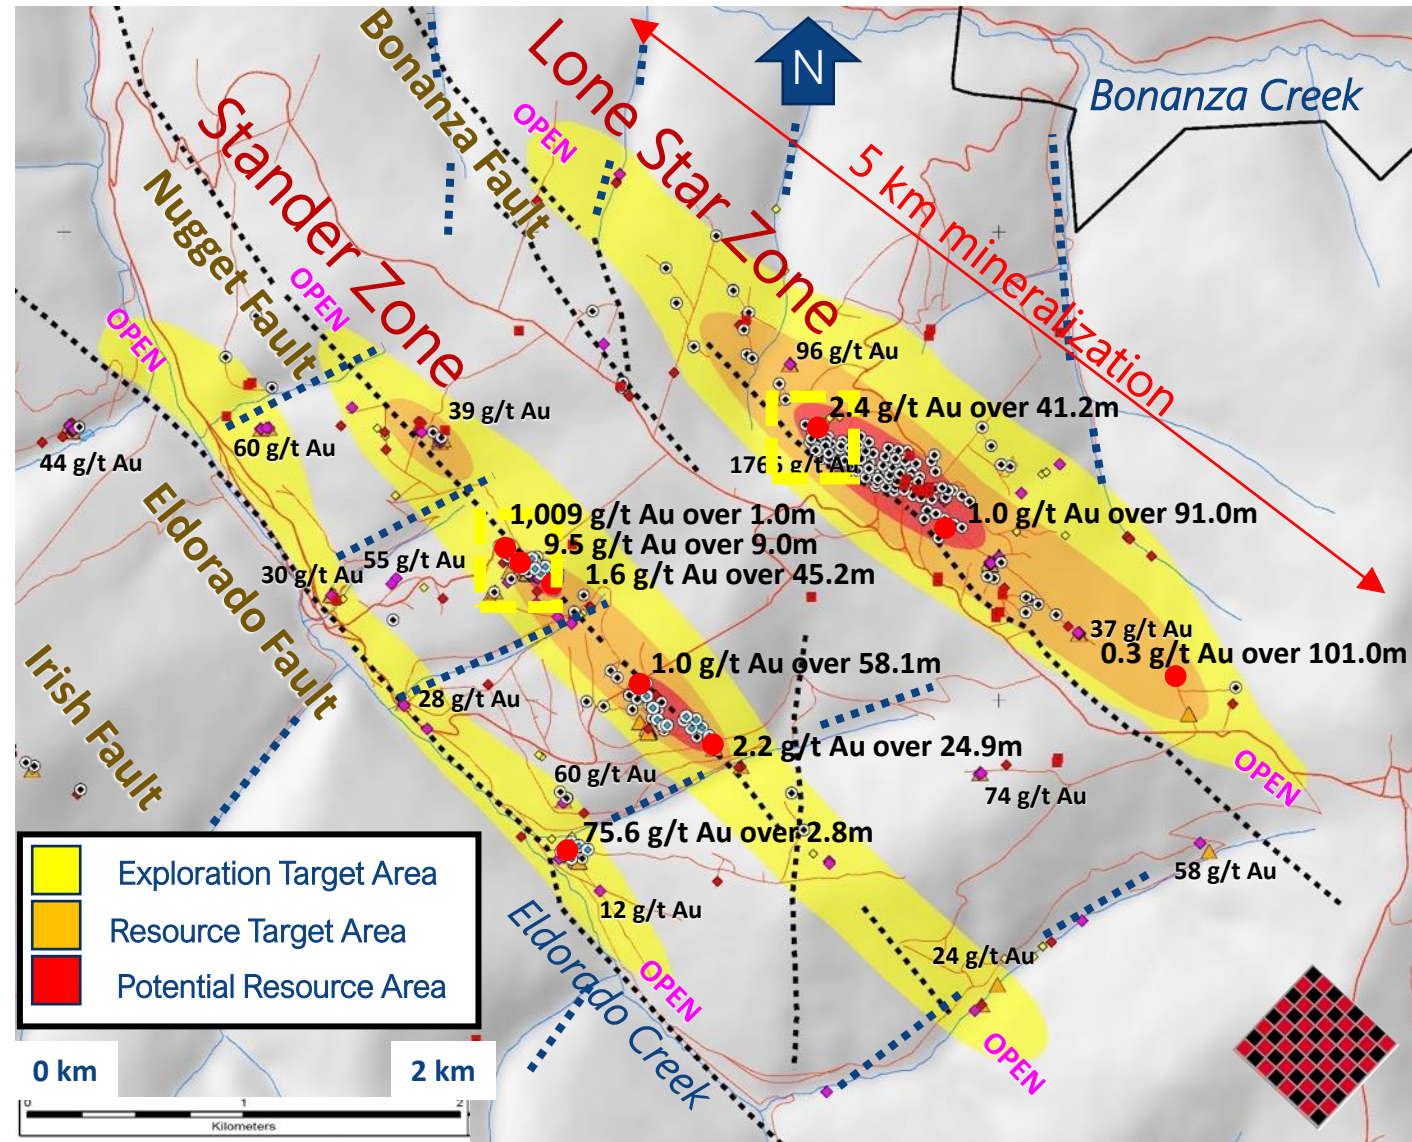 Bonanza Fault
Lone Star Zone
N
Bonanza Creek
OPEN
5 km mineralization
Stander Zone
Nugget Fault
OPEN
OPEN
96 g/t Au
2.4 g/t Au over 41.2m
39 g/t Au
60 g/t Au
44 g/t Au
1766 g/t Au
1.0 g/t Au over 91.0m
1,009 g/t Au over 1.0m
9.5 g/t Au over 9.0m
1.6 g/t Au over 45.2m
55 g/t Au
30 g/t Au
Eldorado Fault
37 g/t Au
0.3 g/t Au over 101.0m
1.0 g/t Au over 58.1m
28 g/t Au
Irish Fault
2.2 g/t Au over 24.9m
60 g/t Au
74 g/t Au
OPEN
75.6 g/t Au over 2.8m
58 g/t Au
12 g/t Au
Eldorado Creek
24 g/t Au
OPEN
OPEN
Exploration Target Area
Resource Target Area
Potential Resource Area
0 km
2 km
0 1 2
Kilometers